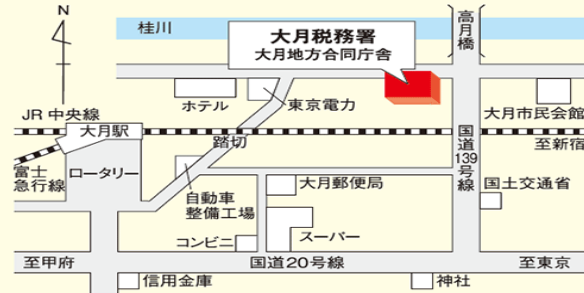 N
桂川
大月税務署
大月地方合同庁舎
高月橋
ホテル
東京電力
大月市民会館
JR中央線
大月駅
踏切
国道139号線
至新宿
富士
急行線
ロータリー
自動車
整備工場
大月郵便局
国土交通省
コンビニ
スーパー
至甲府
国道20号線
至東京
信用金庫
神社